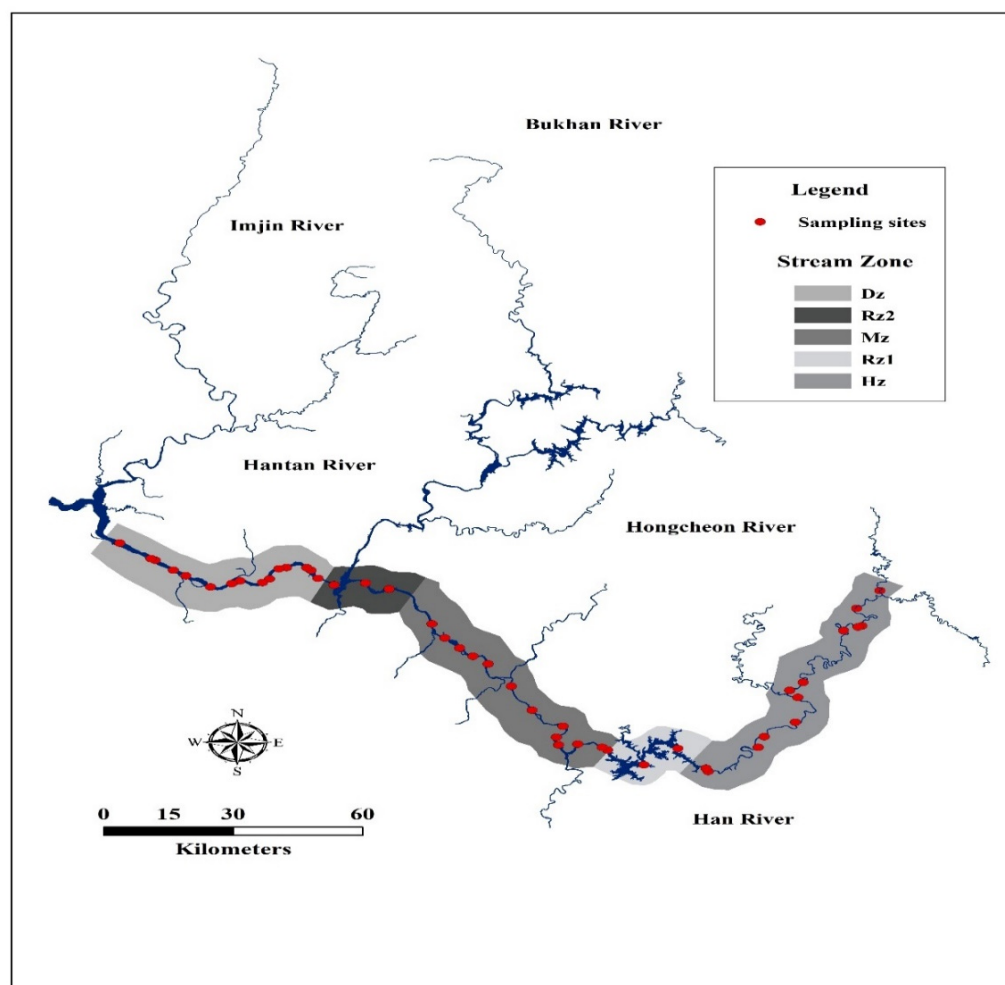 Bukhan River
Imjin River
Legend
Sampling sites
Stream Zone
Dz
Rz2
Mz
Rz1
Hz
Hantan River
Hongcheon River
N
W E
S
Han River
0 15 30 60
Kilometers